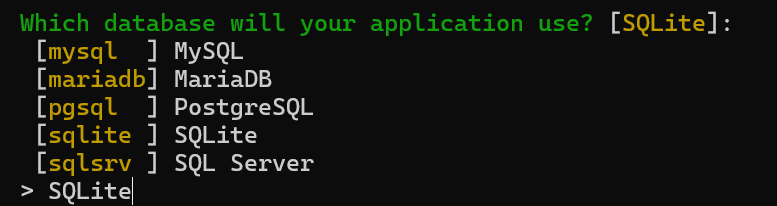 Which database will your application use? [SQLite]:
[mysql  ] MySQL
[mariadb] MariaDB
[pgsql  ] PostgreSQL
[sqlite ] SQLite
[sqlsrv ] SQL Server
> SQLite